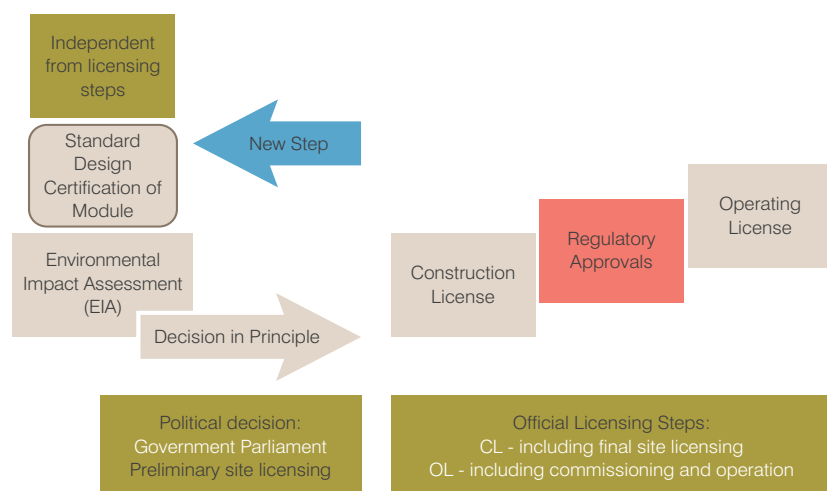 Independent
from licensing
steps
Standard
Design
Certification of
Module
New Step
Environmental
Impact Assessment
(EIA)
Decision in Principle
Construction
License
Regulatory
Approvals
Operating
License
Political decision:
Government Parliament
Preliminary site licensing
Official Licensing Steps:
CL - including final site licensing
OL - including commissioning and operation